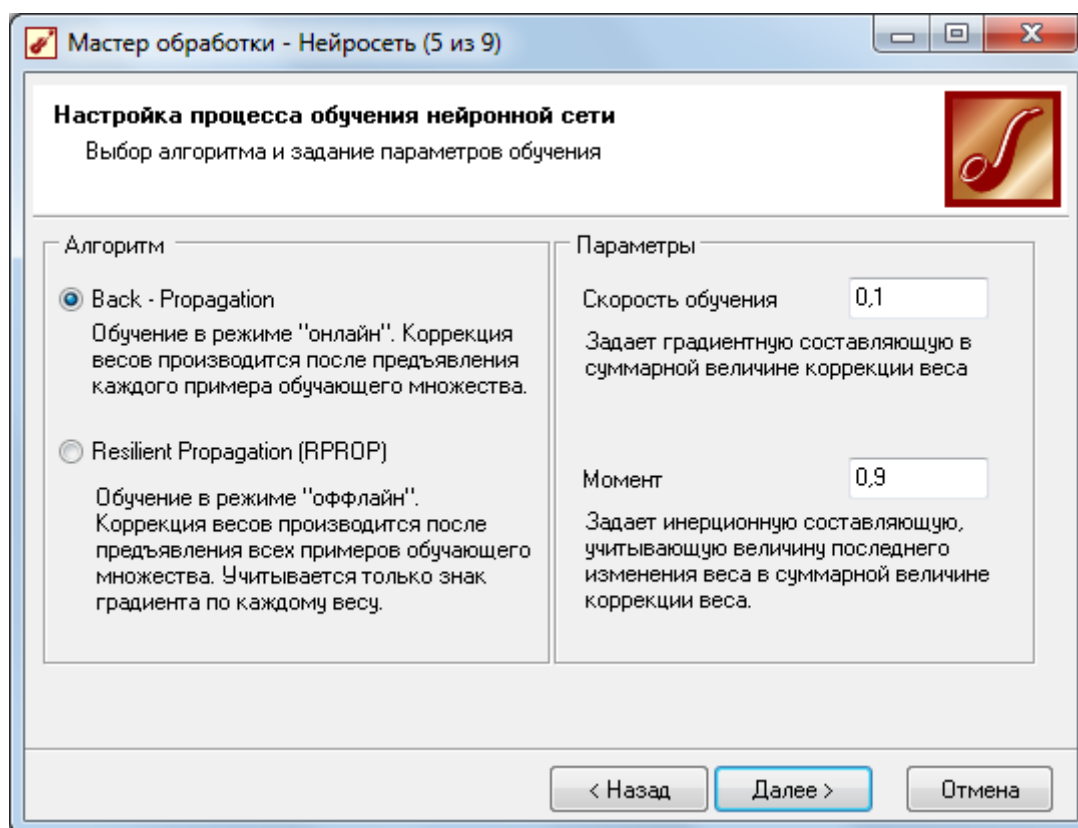 Мастер обработки - Нейросеть (5 из 9)
Настройка процесса обучения нейронной сети
Выбор алгоритма и задание параметров обучения
Алгоритм
Back - Propagation
Обучение в режиме "онлайн". Коррекция
весов производится после предъявления
каждого примера обучающего множества.
Resilient Propagation (RPROP)
Обучение в режиме "оффлайн".
Коррекция весов производится после
предъявления всех примеров обучающего
множества. Учитывается только знак
градиента по каждому весу.
Параметры
Скорость обучения 0,1
Задает градиентную составляющую в
суммарной величине коррекции веса
Момент 0,9
Задает инерционную составляющую,
учитывающую величину последнего
изменения веса в суммарной величине
коррекции веса.
< Назад Далее > Отмена